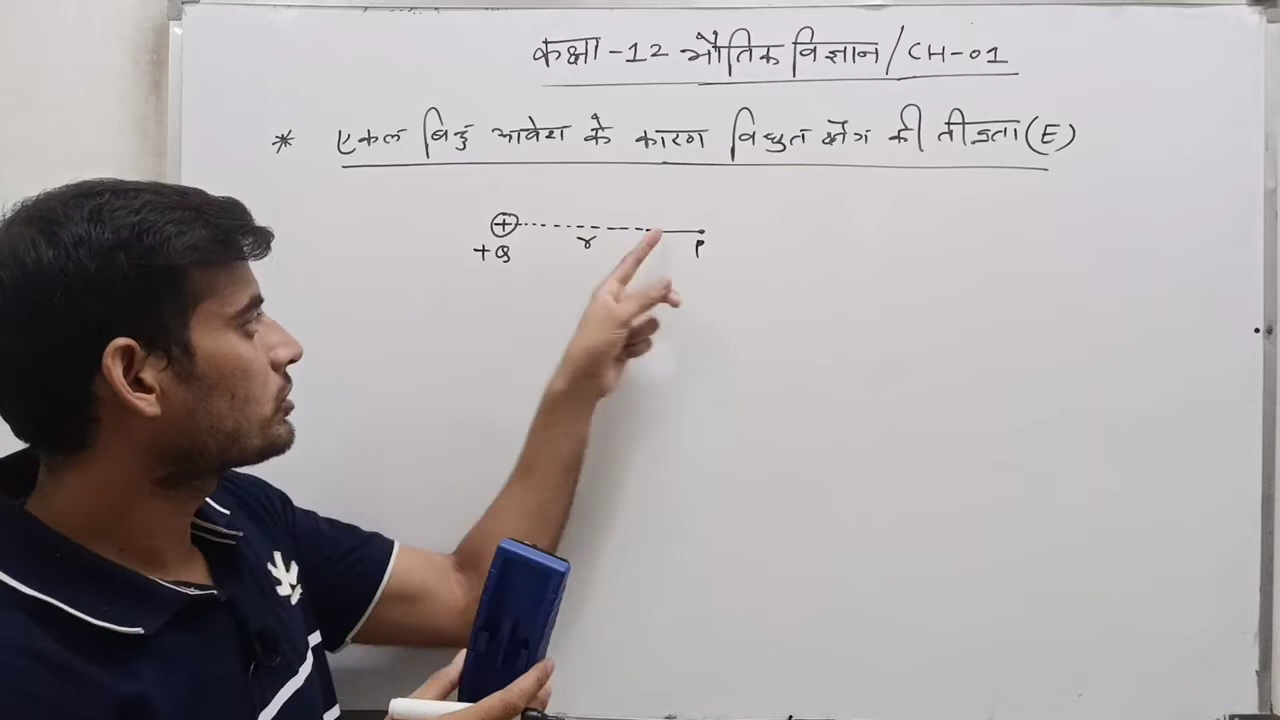 कक्षा -12 भौतिक विज्ञान / CH-01
* एकल बिंदु आवेश के कारण विधुत क्षेत्र की तीव्रता (E)
+
+Q r P